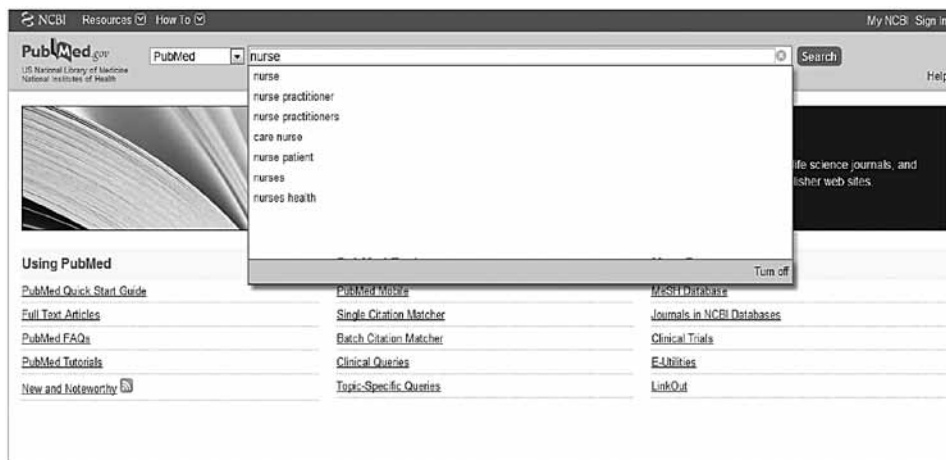 NCBI Resources How To My NCBI Sign In
PubMed.gov
US National Library of Medicine
National Institutes of Health
PubMed nurse Search
Help
nurse
nurse practitioner
nurse practitioners
care nurse
nurse patient
nurses
nurses health
life science journals, and
lisher web sites.
Turn off
Using PubMed
PubMed Quick Start Guide PubMed Mobile MeSH Database
Full Text Articles Single Citation Matcher Journals in NCBI Databases
PubMed FAQs Batch Citation Matcher Clinical Trials
PubMed Tutorials Clinical Queries E-Utilities
New and Noteworthy Topic-Specific Queries LinkOut